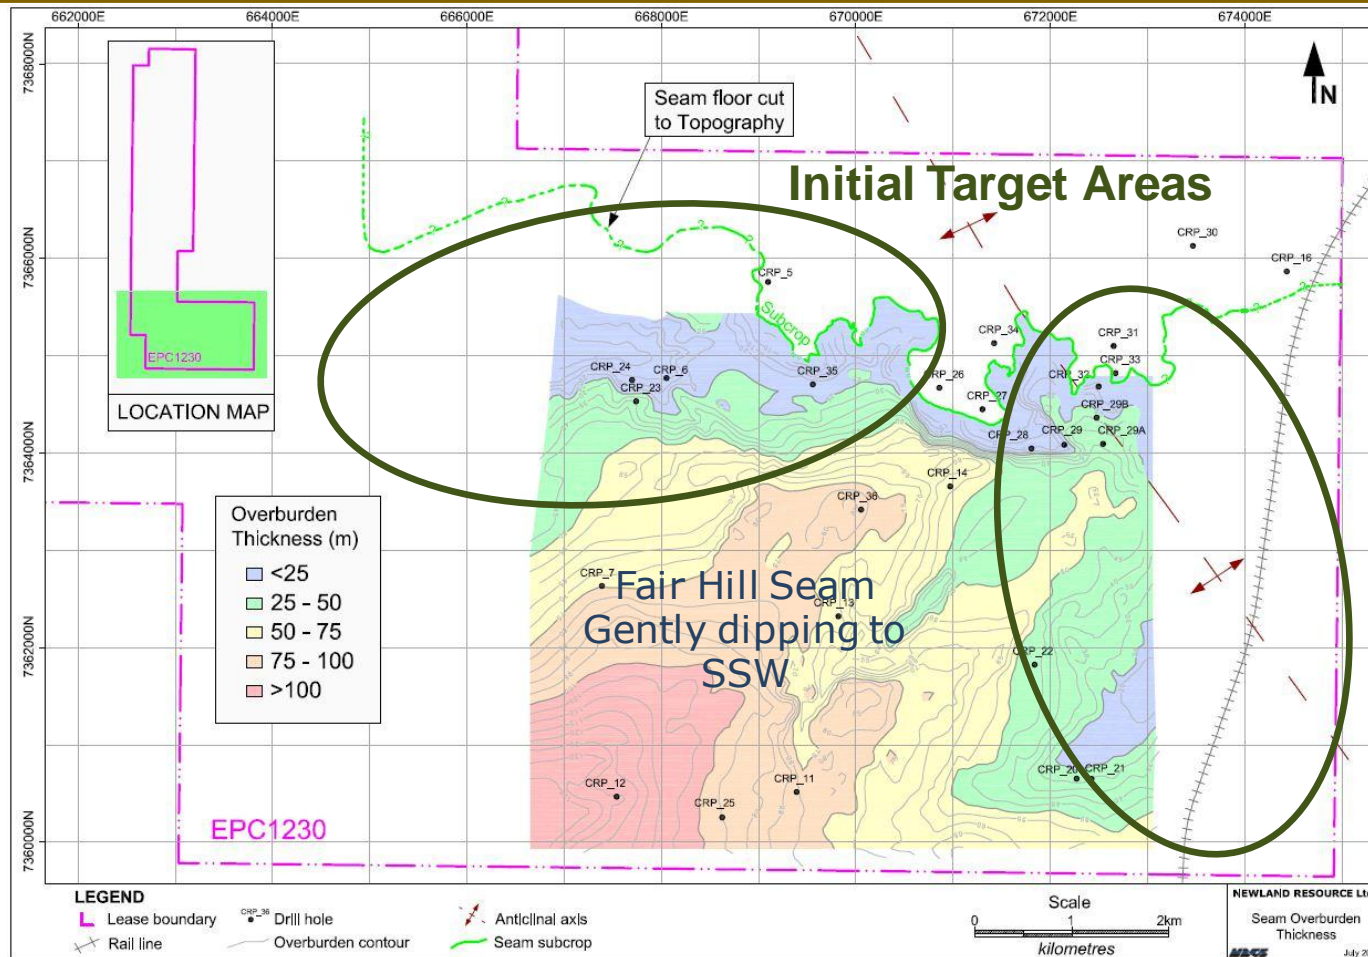 662000E
664000E
666000E
668000E
670000E
672000E
674000E
7368000N
7366000N
7364000N
7362000N
7360000N
N
Seam floor cut
to Topography
Initial Target Areas
EPC1230
LOCATION MAP
Subcrop
CRP_30
CRP_16
CRP_5
CRP_34
CRP_31
CRP_33
CRP_32
CRP_24
CRP_6
CRP_35
CRP_23
CRP_26
CRP_27
CRP_29B
CRP_28
CRP_29
CRP_29A
CRP_14
CRP_36
CRP_7
CRP_13
CRP_22
CRP_20
CRP_21
CRP_12
CRP_11
CRP_25
Overburden
Thickness (m)
<25
25 - 50
50 - 75
75 - 100
>100
Fair Hill Seam
Gently dipping to
SSW
EPC1230
LEGEND
Lease boundary
CRP_36 Drill hole
Anticlinal axis
Rail line
Overburden contour
Seam subcrop
Scale
0 1 2km
kilometres
NEWLAND RESOURCE
Seam Overburden
Thickness
July